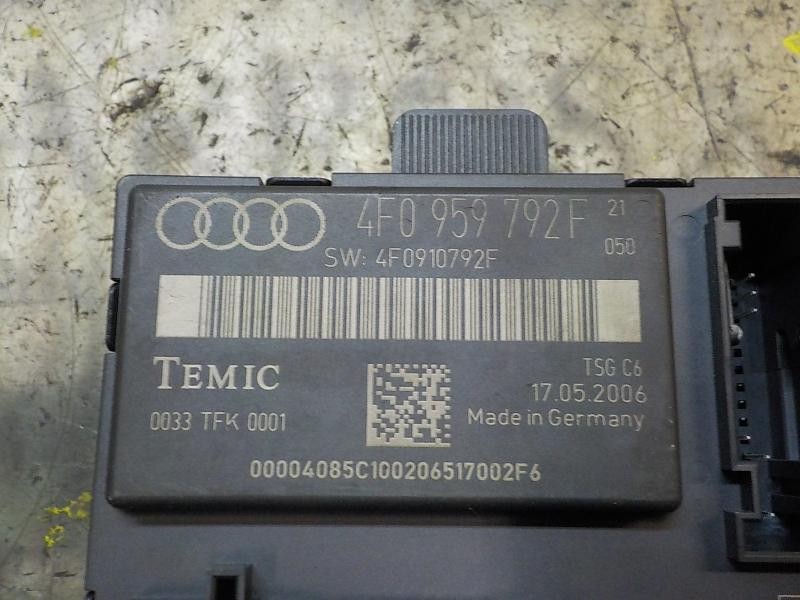 4F0 959 792F 21
SW: 4F0910792F 050
TEMIC
TSG C6
17.05.2006
0033 TFK 0001
Made in Germany
00004085C100206517002F6